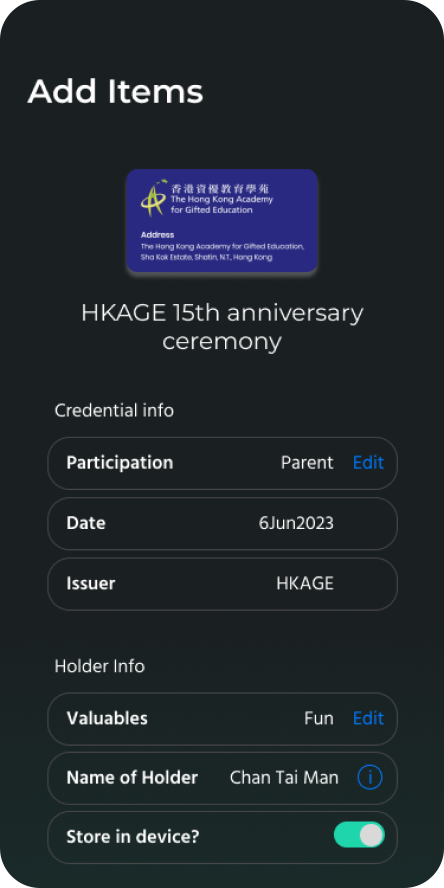 Add Items
香港資優教育學苑
The Hong Kong Academy
for Gifted Education
Address
The Hong Kong Academy for Gifted Education,
Sha Kok Estate, Shatin, N.T., Hong Kong
HKAGE 15th anniversary
ceremony
Credential info
Participation Parent Edit
Date 6Jun2023
Issuer HKAGE
Holder Info
Valuables Fun Edit
Name of Holder Chan Tai Man i
Store in device?